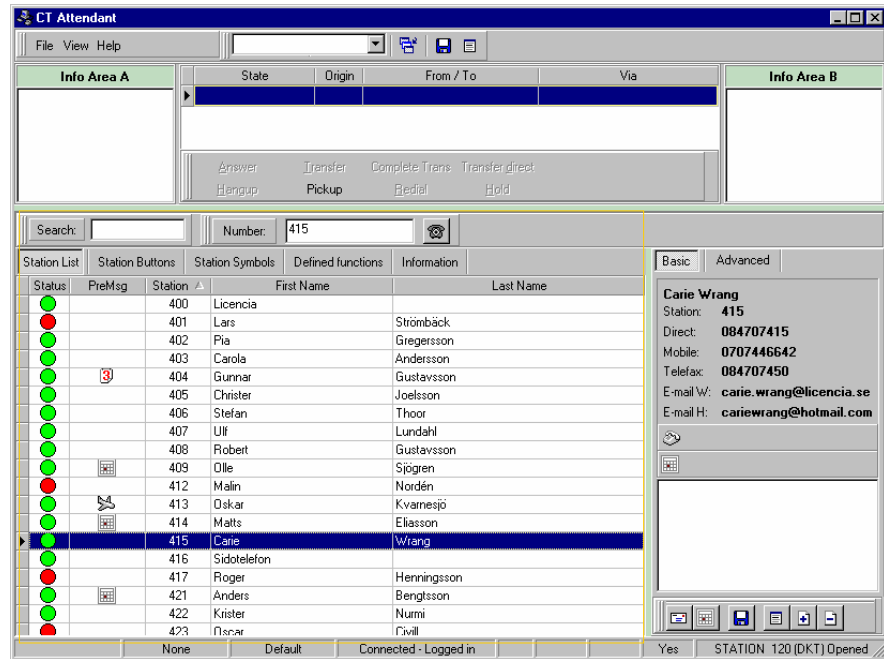 CT Attendant
File View Help
Info Area A
State Origin From / To Via
Info Area B
Answer Transfer Complete Trans Transfer direct
Hangup Pickup Redial Hold
Search: Number: 415
Station List Station Buttons Station Symbols Defined functions Information
Status PreMsg Station First Name Last Name
400 Licencia
401 Lars Strömbäck
402 Pia Gregersson
403 Carola Andersson
3 404 Gunnar Gustavsson
405 Christer Joelsson
406 Stefan Thoor
407 Ulf Lundahl
408 Robert Gustavsson
409 Olle Sjögren
412 Malin Nordén
413 Oskar Kvarnesjö
414 Matts Eliasson
415 Carie Wrang
416 Sidotelefon
417 Roger Henningsson
421 Anders Bengtsson
422 Krister Nurmi
423 Oscar Civill
Basic Advanced
Carie Wrang
Station: 415
Direct: 084707415
Mobile: 0707446642
Telefax: 084707450
E-mail W: carie.wrang@licencia.se
E-mail H: cariewrang@hotmail.com
None Default Connected - Logged in Yes STATION 120 (DKT) Opened